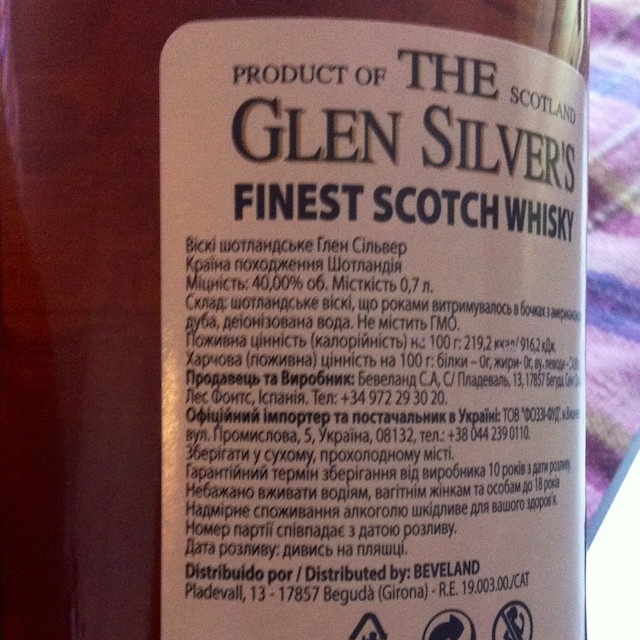 PRODUCT OF THE SCOTLAND
GLEN SILVER'S
FINEST SCOTCH WHISKY
Віскі шотландське Глен Сільвер
Країна походження Шотландія
Міцність: 40,00% об. Місткість 0,7 л.
Склад: шотландське віскі, що роками витримувалось в бочках з
дуба, деіонізована вода. Не містить ГМО.
Поживна цінність (калорійність) на 100 г: 219,2 ккал/ 916,2 кДж
Харчова (поживна) цінність на 100 г: білки – 0г, жири- 0г,
Продавець та Виробник: Бевеланд С.А, С/ Пладеваль, 13, 17857
Лес Фонтс, Іспанія. Тел: +34 972 29 30 20.
Офіційний імпортер та постачальник в Україні: ТОВ "ФОЗЗІ-ФУД",
вул. Промислова, 5, Україна, 08132, тел.: +38 044 239 0110.
Зберігати у сухому, прохолодному місті.
Гарантійний термін зберігання від виробника 10 років з дати розливу
Небажано вживати водіям, вагітнім жінкам та особам до 18 років
Надмірне споживання алкоголю шкідливе для вашого здоров'я.
Номер партії співпадає з датою розливу.
Дата розливу: дивись на пляшці.
Distribuido por / Distributed by: BEVELAND
Pladevall, 13 - 17857 Begudà (Girona) - R.E. 19.003.00./CAT